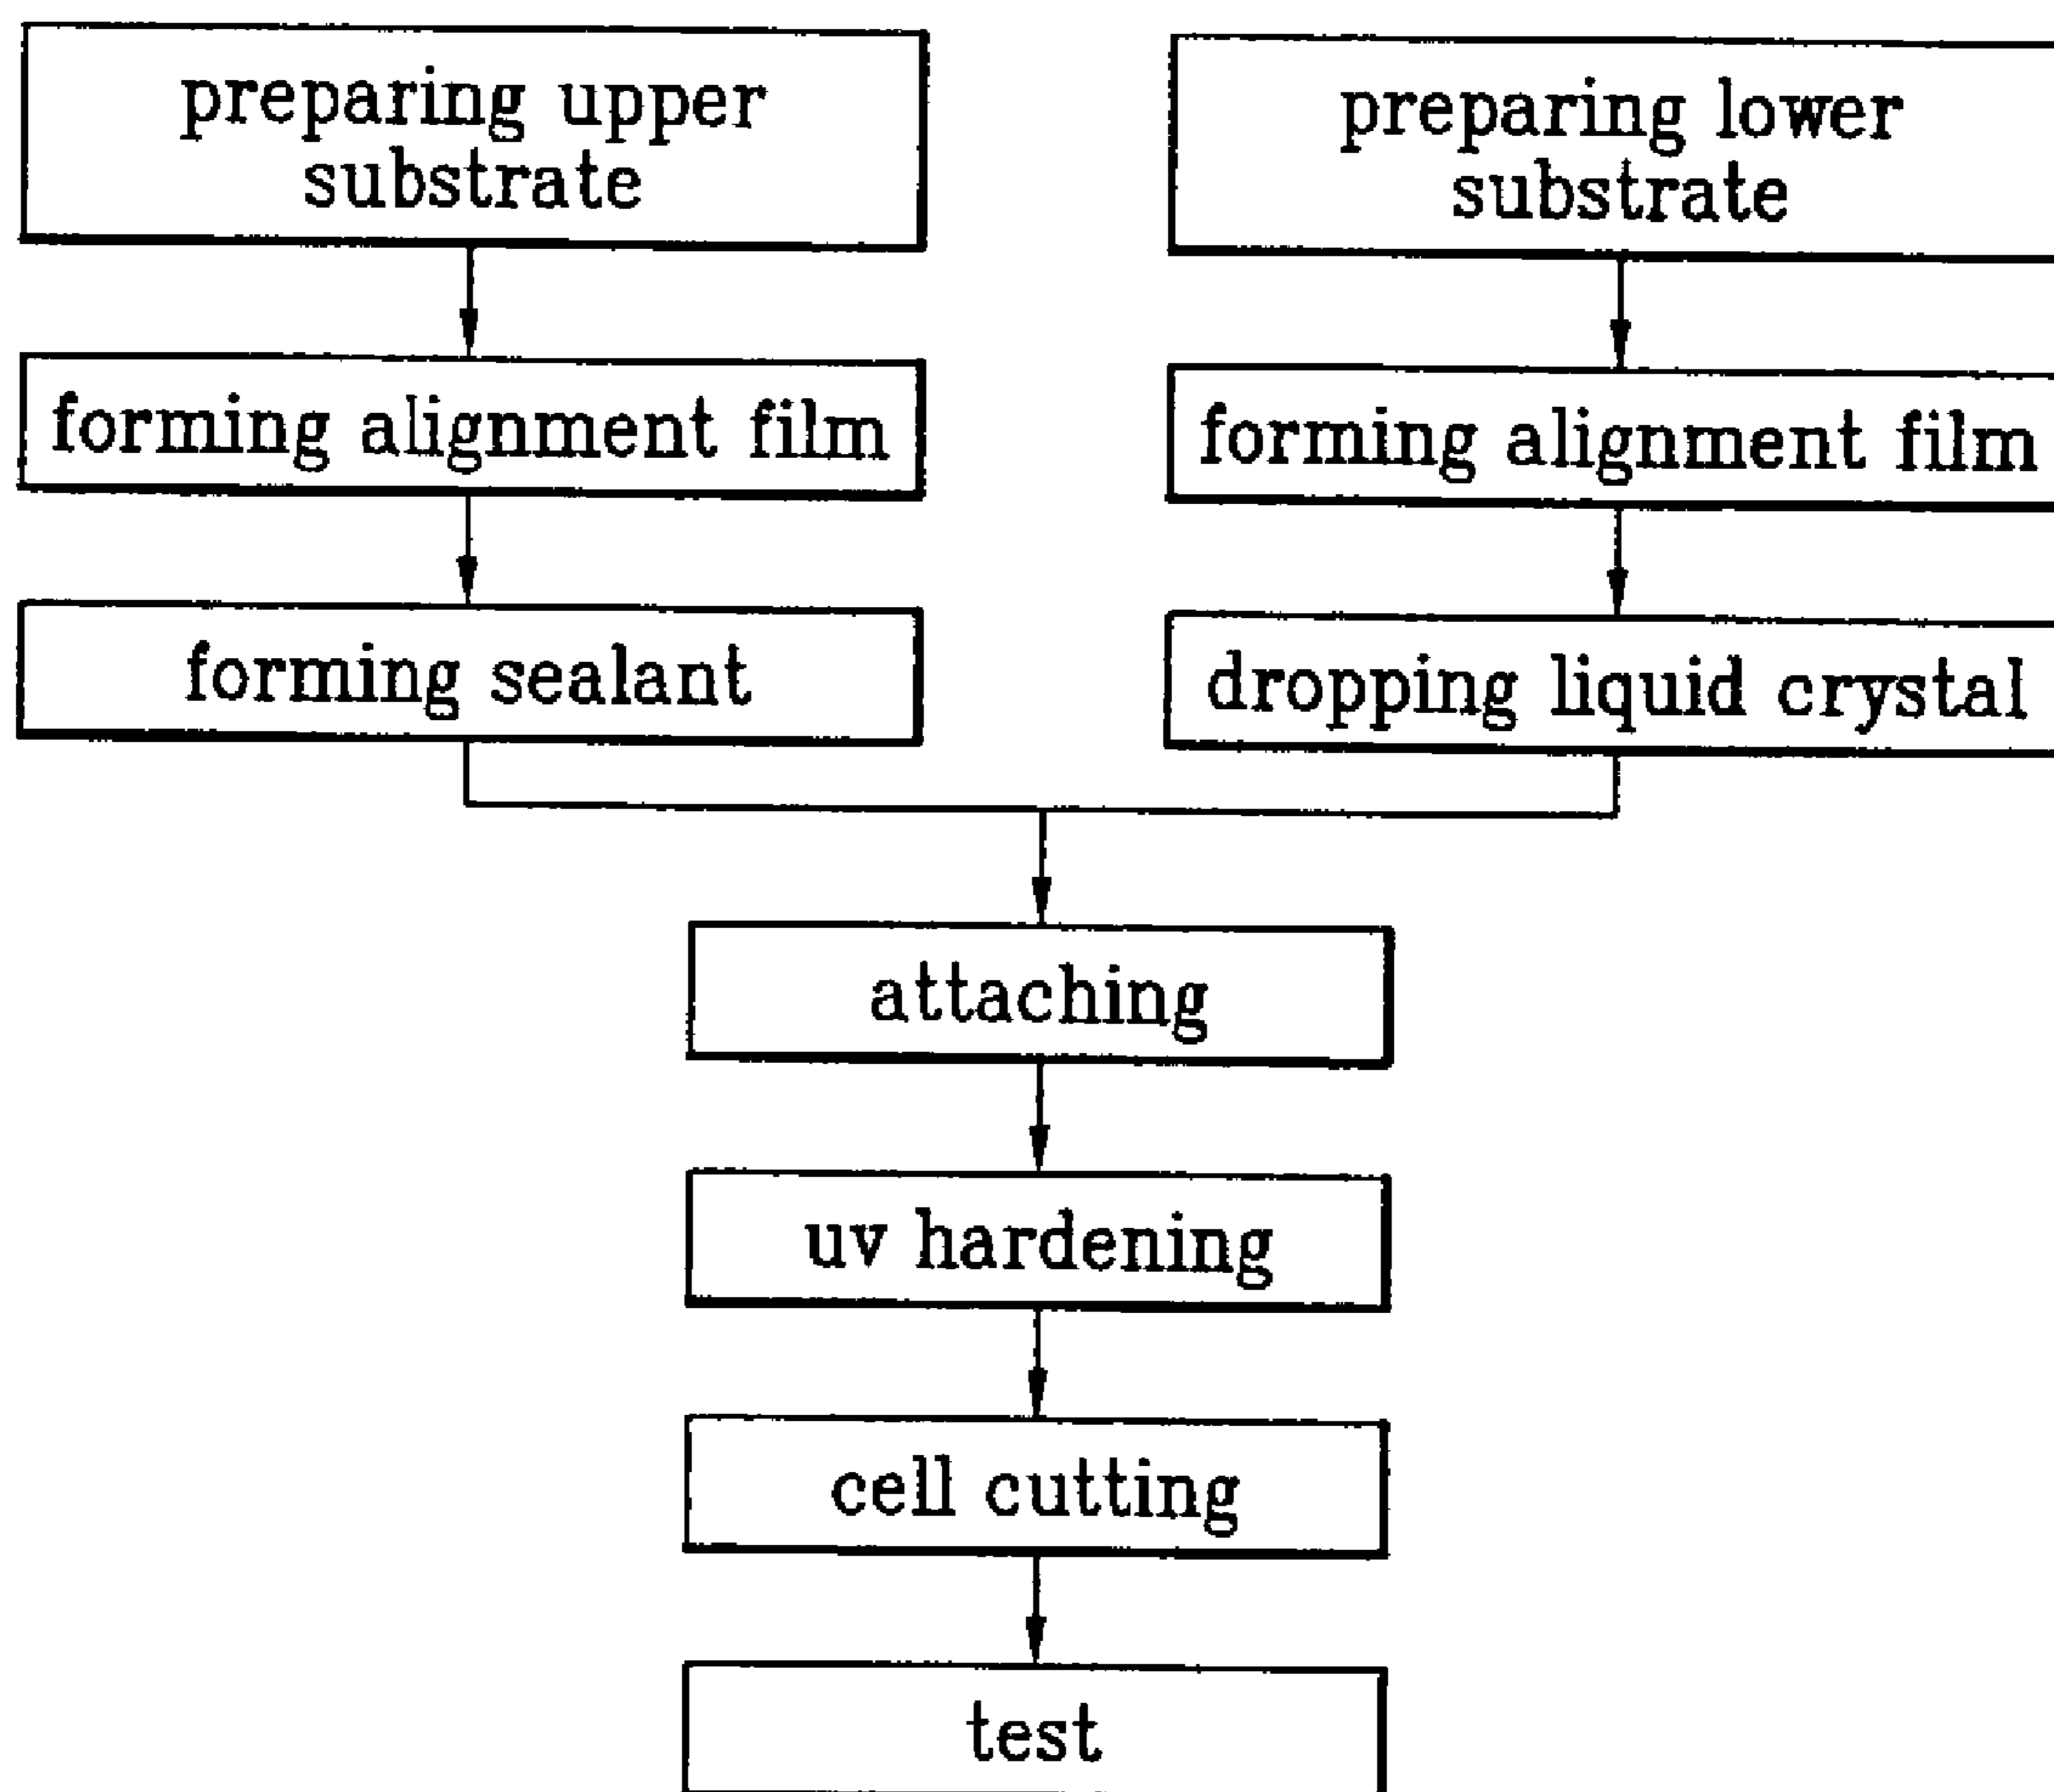 preparing upper
substrate
preparing lower
substrate
forming alignment film
forming alignment film
forming sealant
dropping liquid crystal
attaching
uv hardening
cell cutting
test